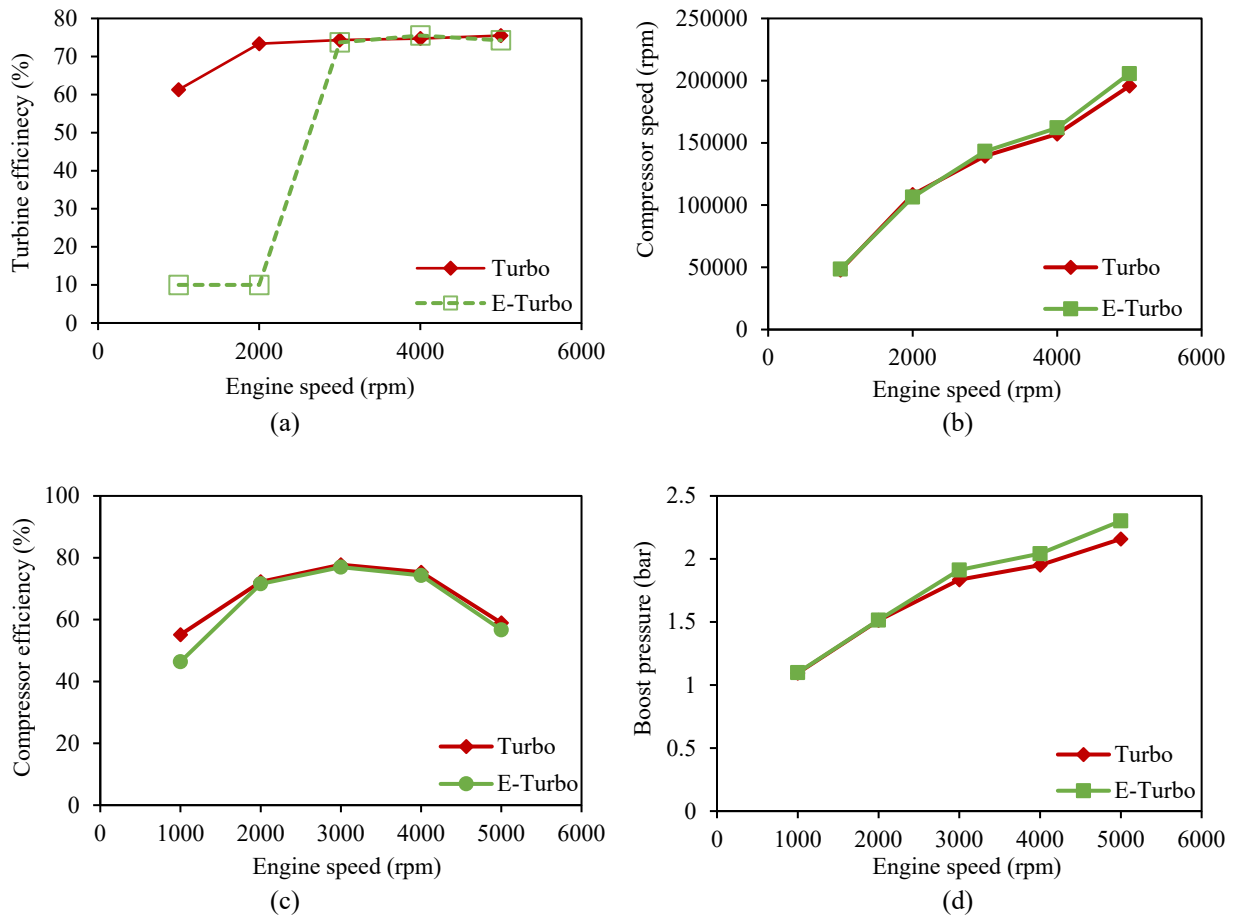 80
70
60
50
40
30
20
10
0
Turbine efficinecy (%)
Turbo
E-Turbo
0
2000
4000
6000
Engine speed (rpm)
(a)
250000
200000
150000
100000
50000
0
Compressor speed (rpm)
Turbo
E-Turbo
0
2000
4000
6000
Engine speed (rpm)
(b)
100
80
60
40
20
0
Compressor efficiency (%)
Turbo
E-Turbo
0
1000
2000
3000
4000
5000
6000
Engine speed (rpm)
(c)
2.5
2
1.5
1
0.5
0
Boost pressure (bar)
Turbo
E-Turbo
0
1000
2000
3000
4000
5000
6000
Engine speed (rpm)
(d)